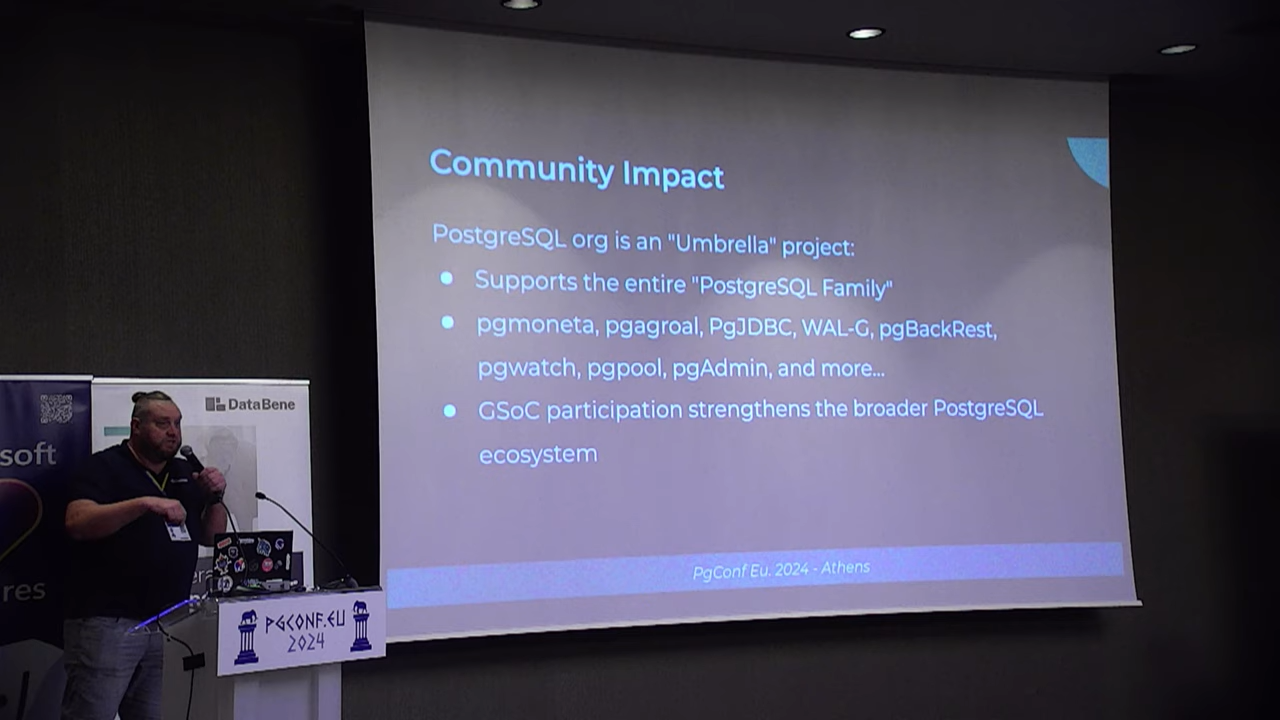 Community Impact
PostgreSQL org is an "Umbrella" project:
Supports the entire "PostgreSQL Family"
pgmoneta, pgagroal, PgJDBC, WAL-G, pgBackRest,
pgwatch, pgpool, pgAdmin, and more...
GSoC participation strengthens the broader PostgreSQL
ecosystem
PgConf Eu. 2024 - Athens
DataBene
soft
res
PGCONF.EU
2024